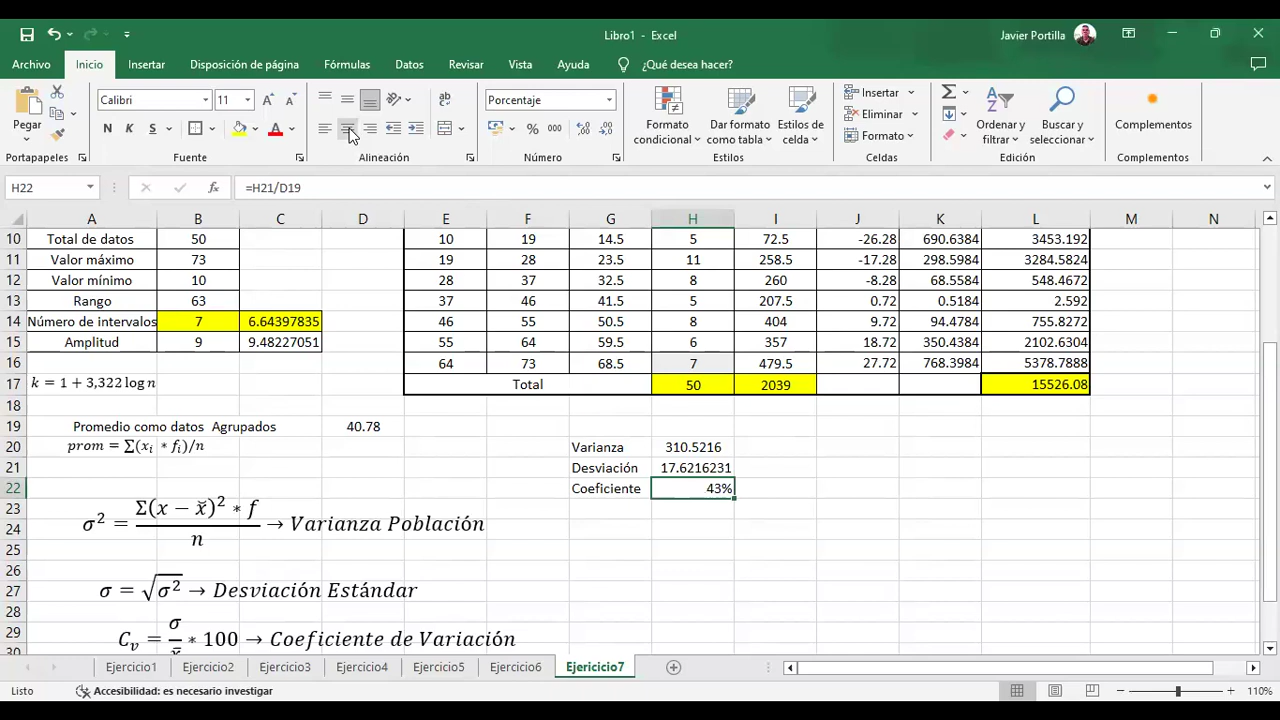 Libro1 - Excel
Javier Portilla
Archivo Inicio Insertar Disposición de página Fórmulas Datos Revisar Vista Ayuda ¿Qué desea hacer?
Pegar
Calibri 11
N K S
Porcentaje
% 000
Formato condicional
Dar formato como tabla
Estilos de celda
Insertar
Eliminar
Formato
Ordenar y filtrar
Buscar y seleccionar
Complementos
Portapapeles Fuente Alineación Número Estilos Celdas Edición Complementos
H22 fx =H21/D19
A B C D E F G H I J K L M N
10 Total de datos 50 10 19 14.5 5 72.5 -26.28 690.6384 3453.192
11 Valor máximo 73 19 28 23.5 11 258.5 -17.28 298.5984 3284.5824
12 Valor mínimo 10 28 37 32.5 8 260 -8.28 68.5584 548.4672
13 Rango 63 37 46 41.5 5 207.5 0.72 0.5184 2.592
14 Número de intervalos 7 6.64397835 46 55 50.5 8 404 9.72 94.4784 755.8272
15 Amplitud 9 9.48227051 55 64 59.5 6 357 18.72 350.4384 2102.6304
16 64 73 68.5 7 479.5 27.72 768.3984 5378.7888
17 k = 1 + 3,322 log n Total 50 2039 15526.08
18
19 Promedio como datos Agrupados 40.78
20 prom = ∑(xᵢ * fᵢ)/n Varianza 310.5216
21 Desviación 17.6216231
22 Coeficiente 43%
23
24 σ² = Σ(x − x̆)² * f / n → Varianza Población
25
26
27 σ = √σ² → Desviación Estándar
28
29 Cᵥ = σ / x̆ * 100 → Coeficiente de Variación
30
Ejercicio1 Ejercicio2 Ejercicio3 Ejercicio4 Ejercicio5 Ejercicio6 Ejericicio7
Listo Accesibilidad: es necesario investigar 110%